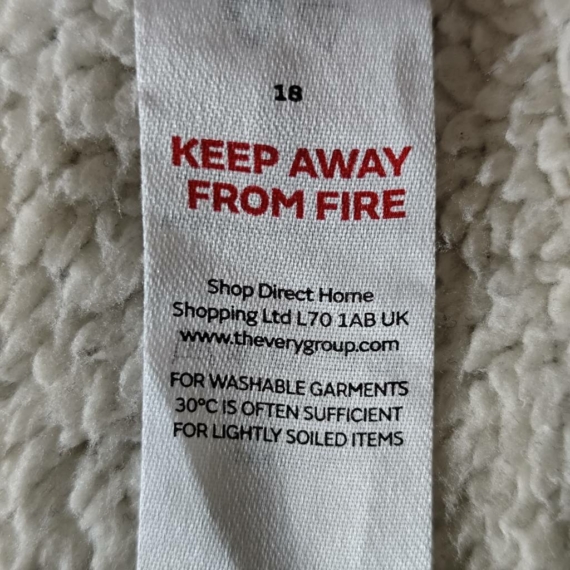 18
KEEP AWAY
FROM FIRE
Shop Direct Home
Shopping Ltd L70 1AB UK
www.theverygroup.com
FOR WASHABLE GARMENTS
30°C IS OFTEN SUFFICIENT
FOR LIGHTLY SOILED ITEMS